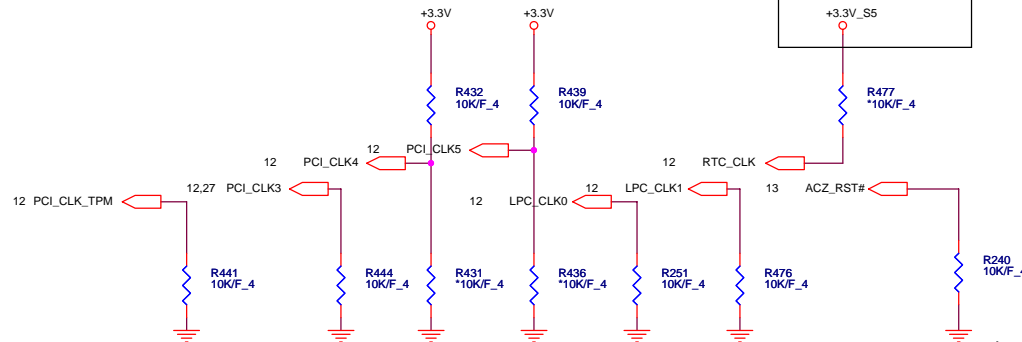 +3.3V
+3.3V
+3.3V_S5
R432
10K/F_4
R439
10K/F_4
R477
*10K/F_4
12 PCI_CLK4
12 PCI_CLK5
12 RTC_CLK
12 PCI_CLK_TPM
12,27 PCI_CLK3
12 LPC_CLK0
12 LPC_CLK1
13 ACZ_RST#
R441
10K/F_4
R444
10K/F_4
R431
*10K/F_4
R436
*10K/F_4
R251
10K/F_4
R476
10K/F_4
R240
10K/F_4